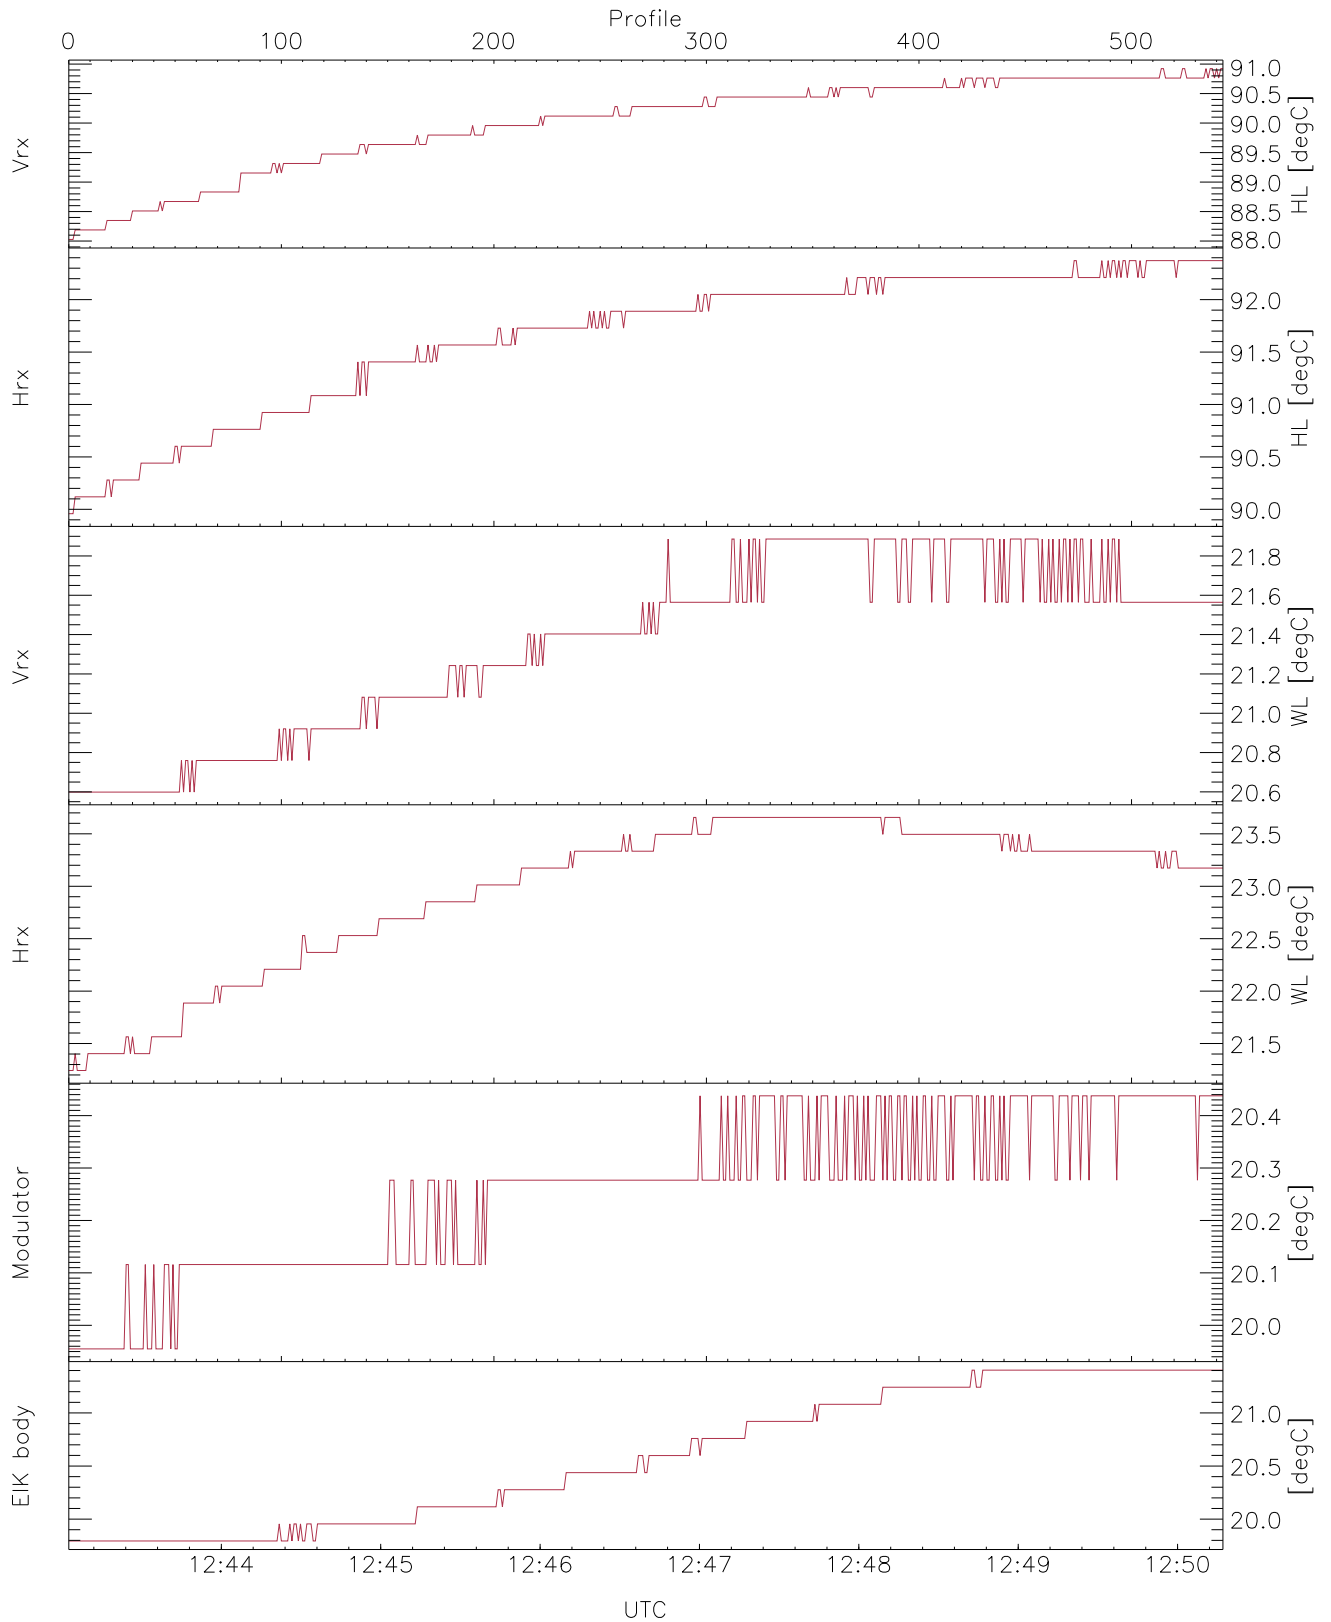 Profile
0 100 200 300 400 500
Vrx
91.0
90.5
90.0
89.5
89.0
88.5
88.0
HL [degC]
Hrx
92.0
91.5
91.0
90.5
90.0
HL [degC]
Vrx
21.8
21.6
21.4
21.2
21.0
20.8
20.6
WL [degC]
Hrx
23.5
23.0
22.5
22.0
21.5
WL [degC]
Modulator
20.4
20.3
20.2
20.1
20.0
[degC]
EIK body
21.0
20.5
20.0
[degC]
12:44 12:45 12:46 12:47 12:48 12:49 12:50
UTC